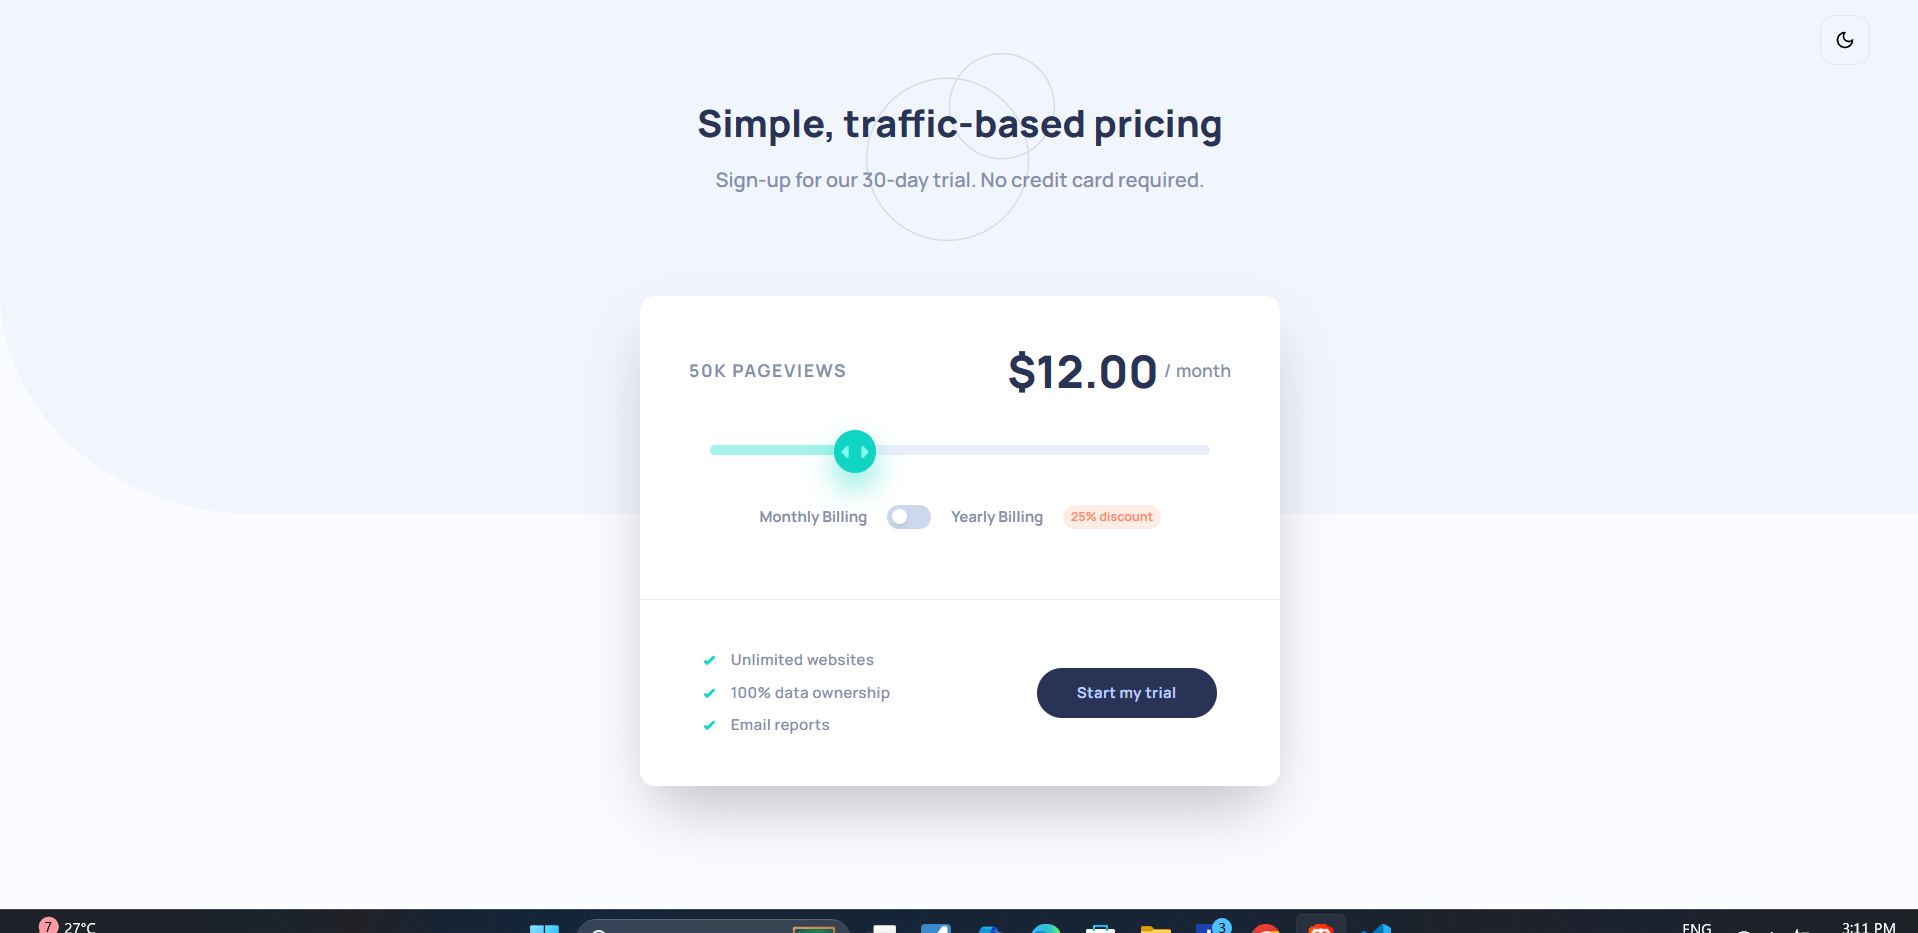 Simple, traffic-based pricing
Sign-up for our 30-day trial. No credit card required.
50K PAGEVIEWS
$12.00 / month
Monthly Billing
Yearly Billing
25% discount
Unlimited websites
100% data ownership
Email reports
Start my trial
7
27°C
3
ENG
3:11 PM